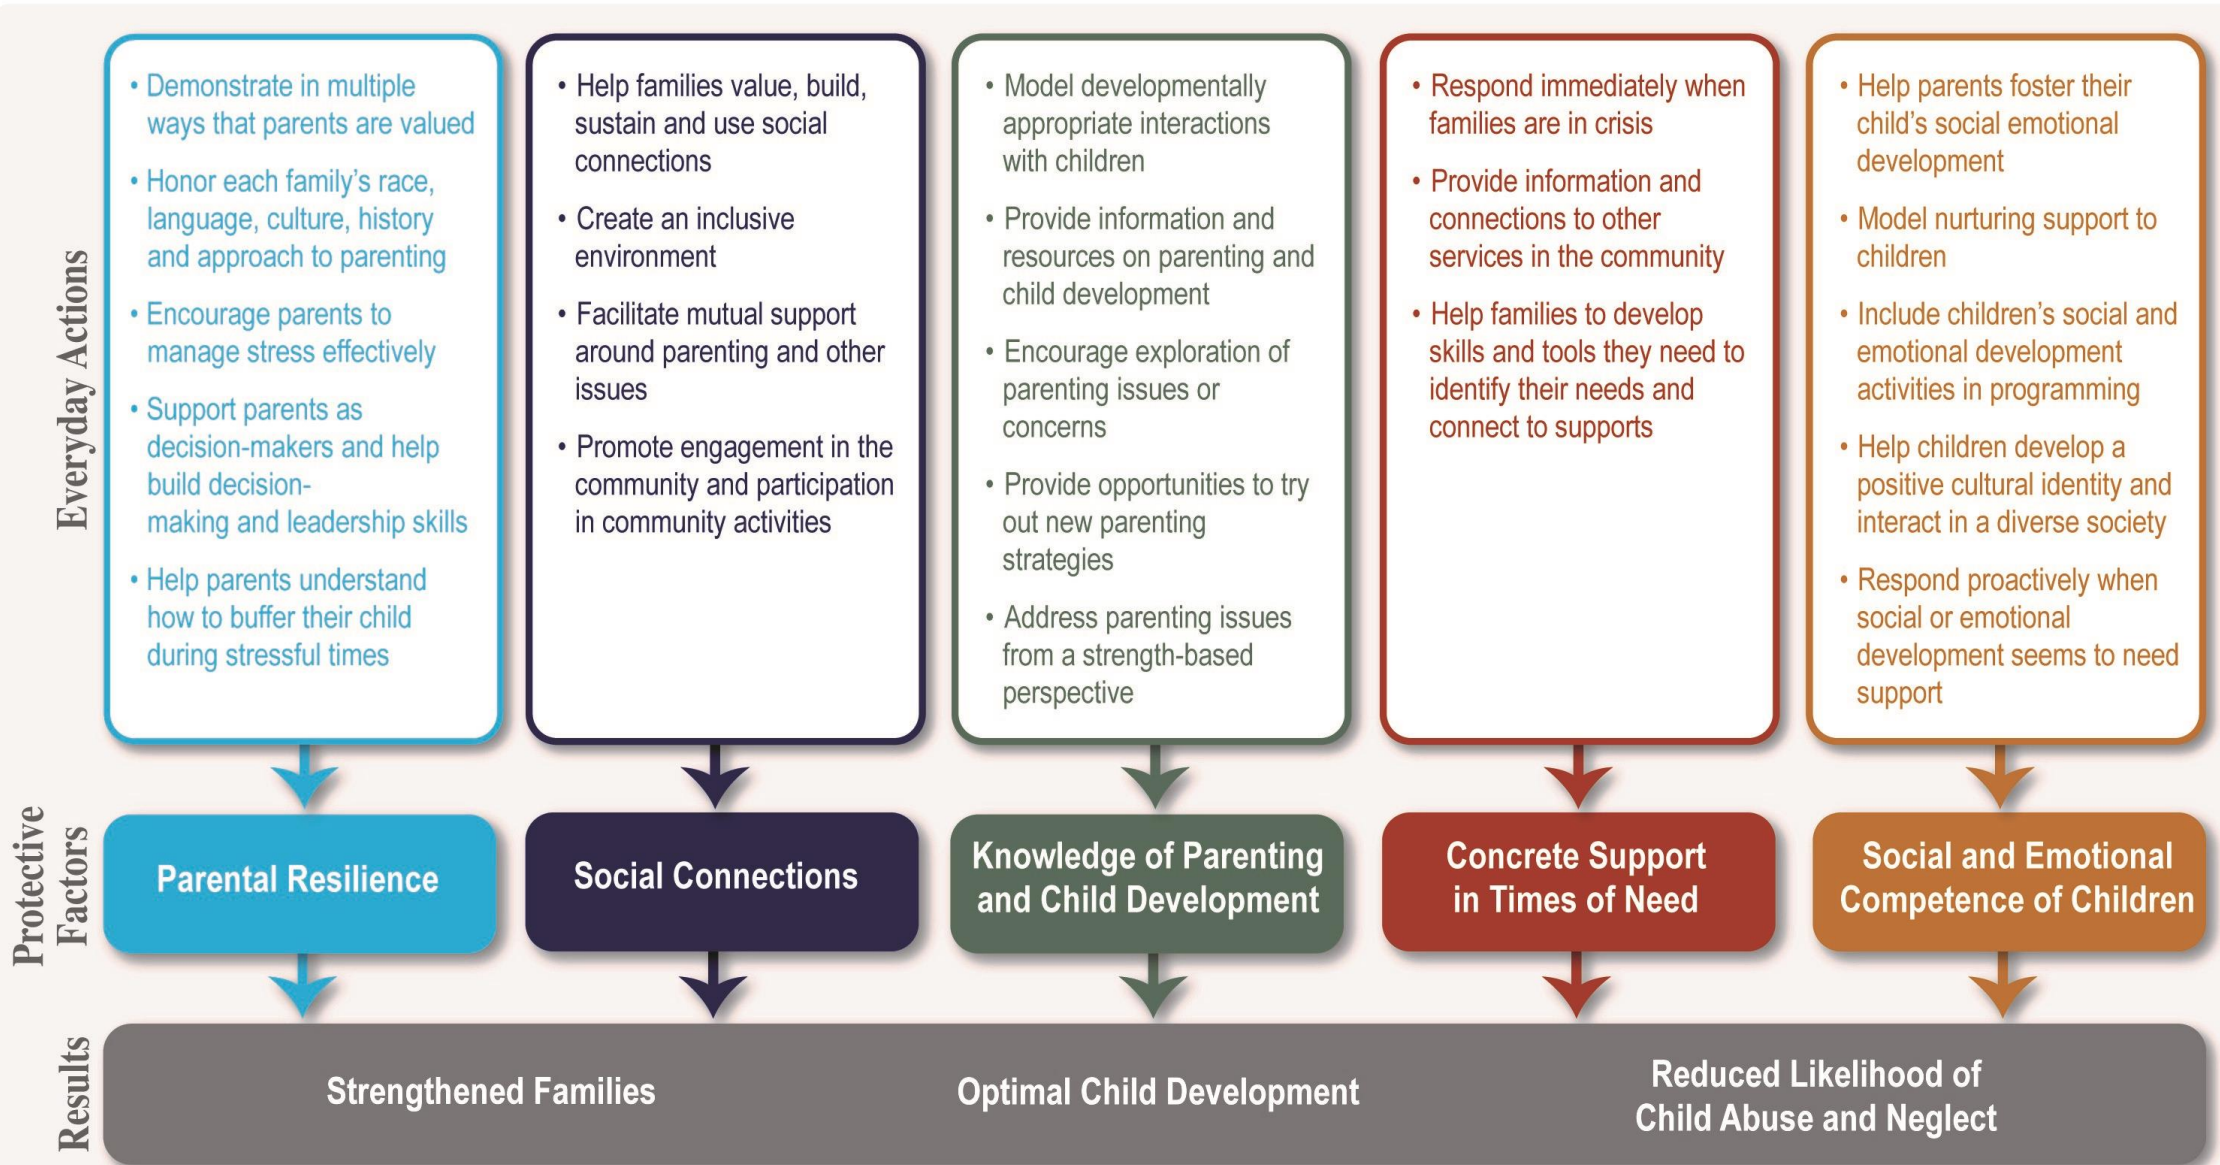 Everyday Actions
• Demonstrate in multiple
ways that parents are valued
• Honor each family's race,
language, culture, history
and approach to parenting
• Encourage parents to
manage stress effectively
• Support parents as
decision-makers and help
build decision-
making and leadership skills
• Help parents understand
how to buffer their child
during stressful times
• Help families value, build,
sustain and use social
connections
• Create an inclusive
environment
• Facilitate mutual support
around parenting and other
issues
• Promote engagement in the
community and participation
in community activities
• Model developmentally
appropriate interactions
with children
• Provide information and
resources on parenting and
child development
• Encourage exploration of
parenting issues or
concerns
• Provide opportunities to try
out new parenting
strategies
• Address parenting issues
from a strength-based
perspective
• Respond immediately when
families are in crisis
• Provide information and
connections to other
services in the community
• Help families to develop
skills and tools they need to
identify their needs and
connect to supports
• Help parents foster their
child's social emotional
development
• Model nurturing support to
children
• Include children's social and
emotional development
activities in programming
• Help children develop a
positive cultural identity and
interact in a diverse society
• Respond proactively when
social or emotional
development seems to need
support
Protective
Factors
Parental Resilience
Social Connections
Knowledge of Parenting
and Child Development
Concrete Support
in Times of Need
Social and Emotional
Competence of Children
Results
Strengthened Families
Optimal Child Development
Reduced Likelihood of
Child Abuse and Neglect